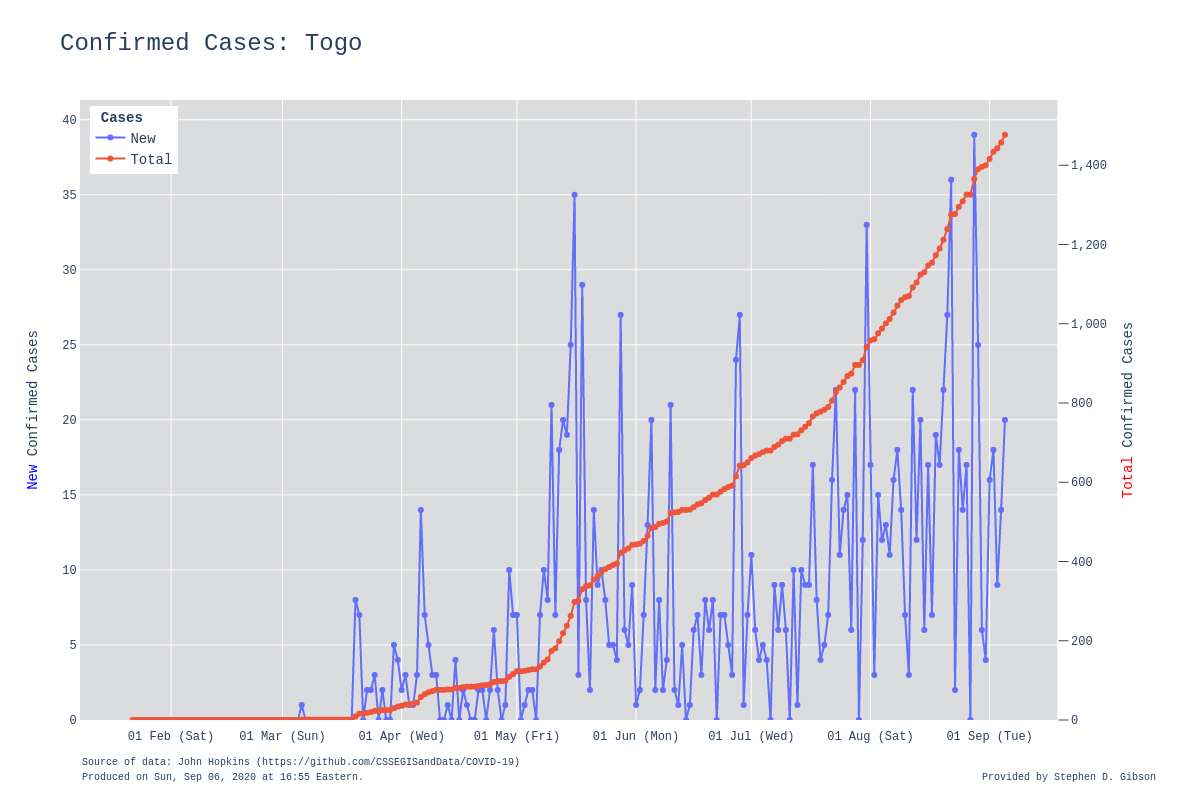 Confirmed Cases: Togo
Cases
New
Total
40
35
30
25
20
15
10
5
0
1,400
1,200
1,000
800
600
400
200
0
New Confirmed Cases
Total Confirmed Cases
01 Feb (Sat) 01 Mar (Sun) 01 Apr (Wed) 01 May (Fri) 01 Jun (Mon) 01 Jul (Wed) 01 Aug (Sat) 01 Sep (Tue)
Source of data: John Hopkins (https://github.com/CSSEGISandData/COVID-19)
Produced on Sun, Sep 06, 2020 at 16:55 Eastern.
Provided by Stephen D. Gibson